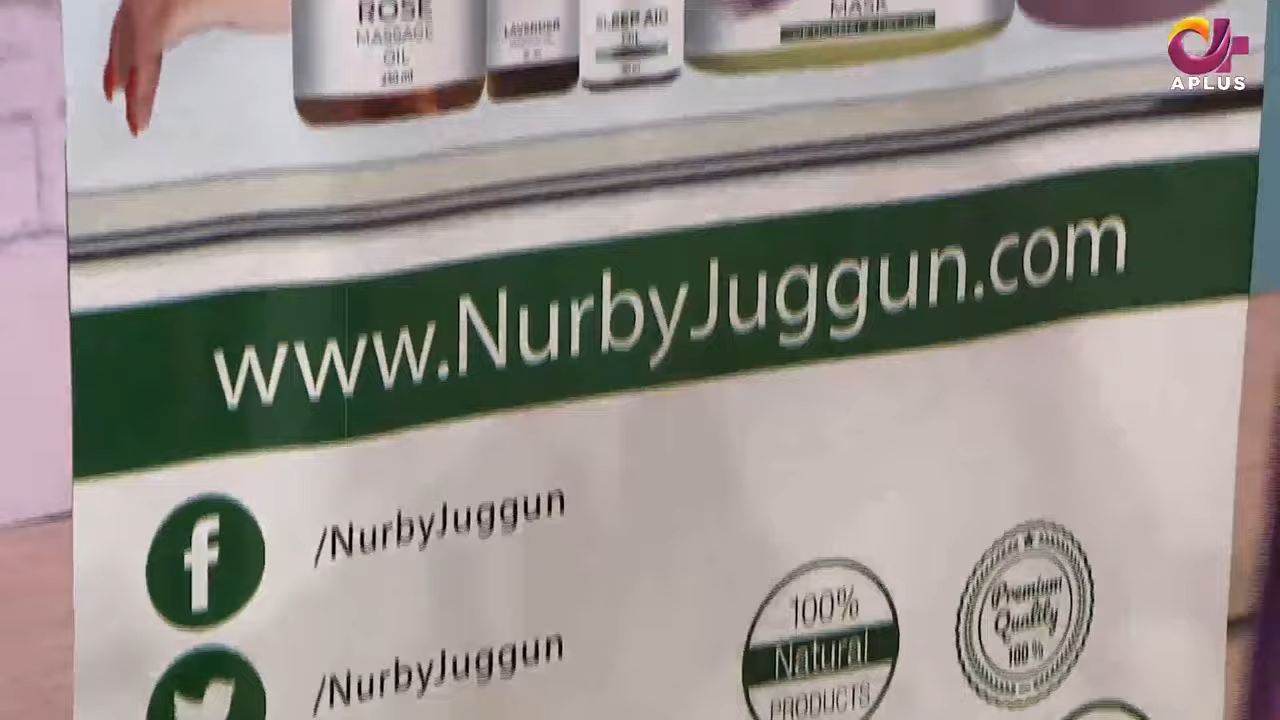 ROSE
MASSAGE
OIL
LAVENDER
SLEEP AID
OIL
MASK
APLUS
www.NurbyJuggun.com
/NurbyJuggun
/NurbyJuggun
100%
Natural
PRODUCTS
Premium
Quality
100 %